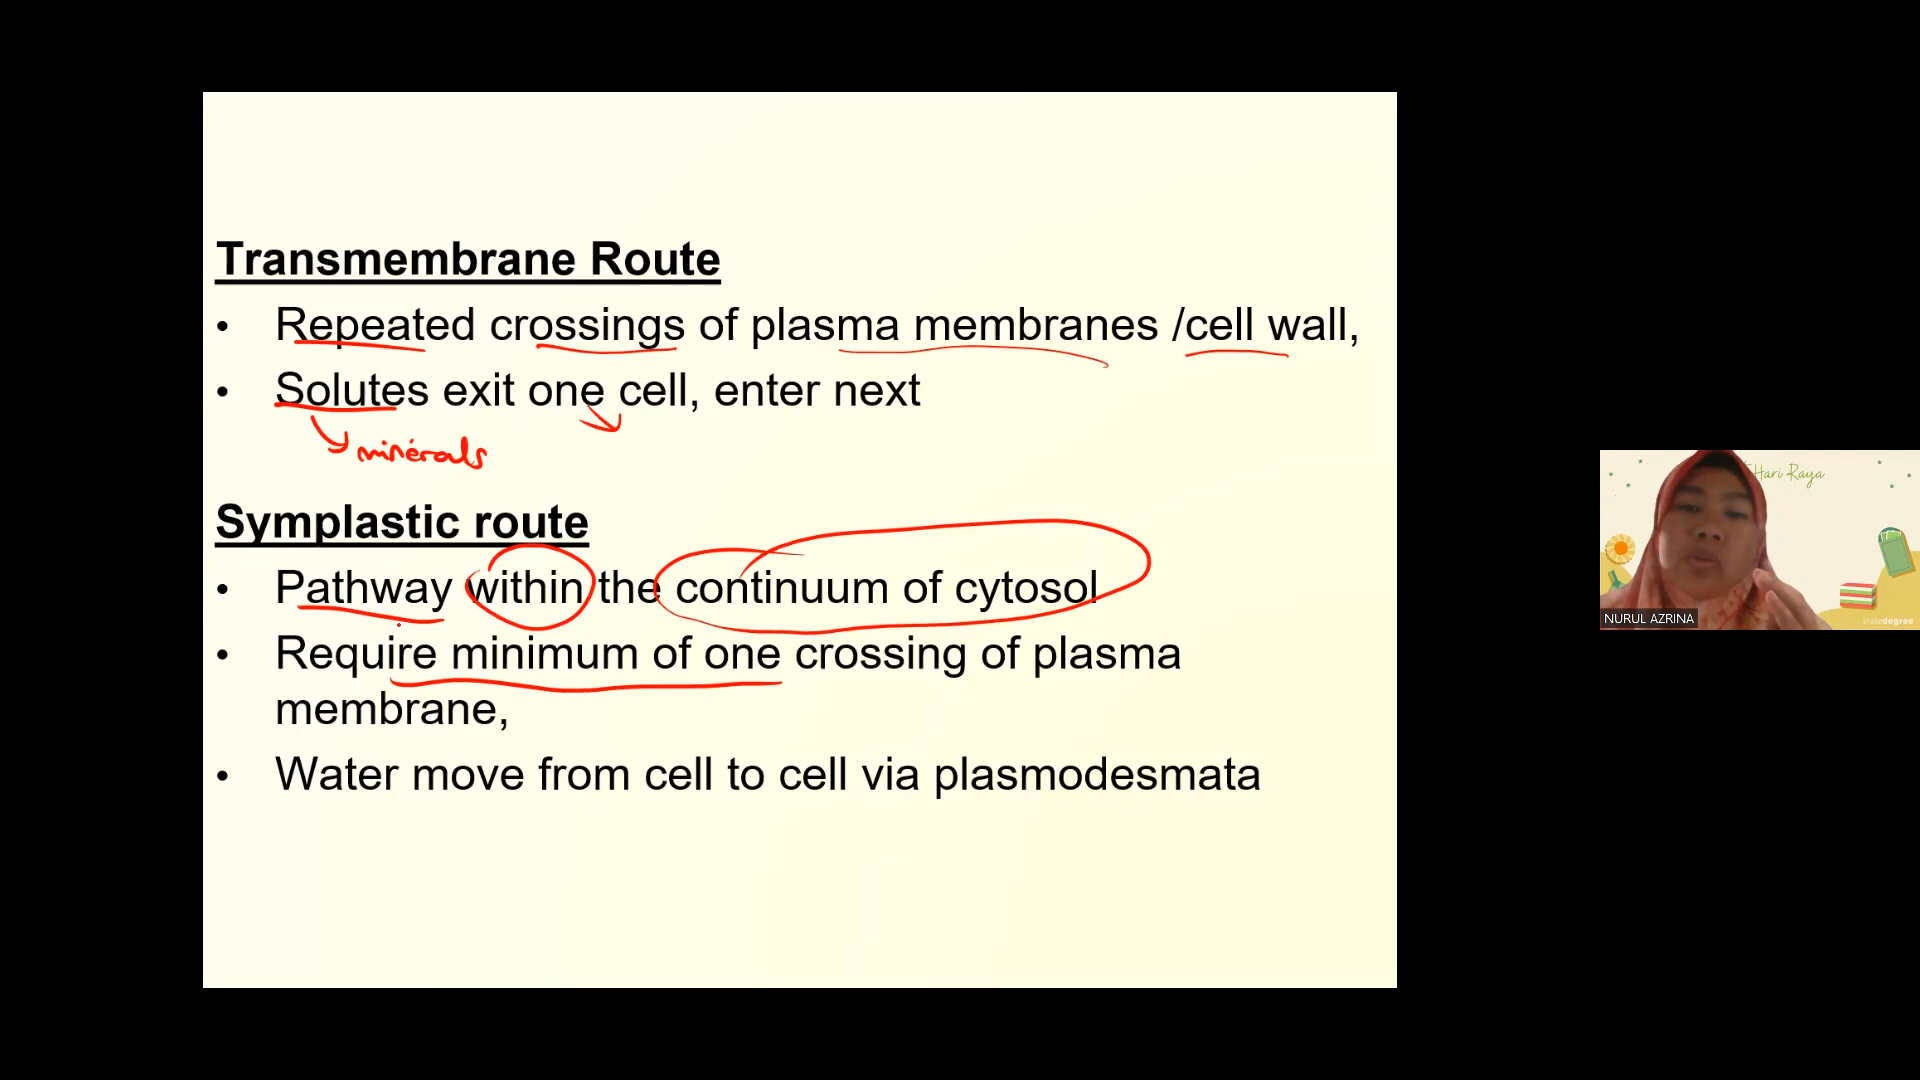 Transmembrane Route
• Repeated crossings of plasma membranes /cell wall,
• Solutes exit one cell, enter next
minerals
Symplastic route
• Pathway within the continuum of cytosol
• Require minimum of one crossing of plasma
membrane,
• Water move from cell to cell via plasmodesmata
Hari Raya
NURUL AZRINA
styledegree